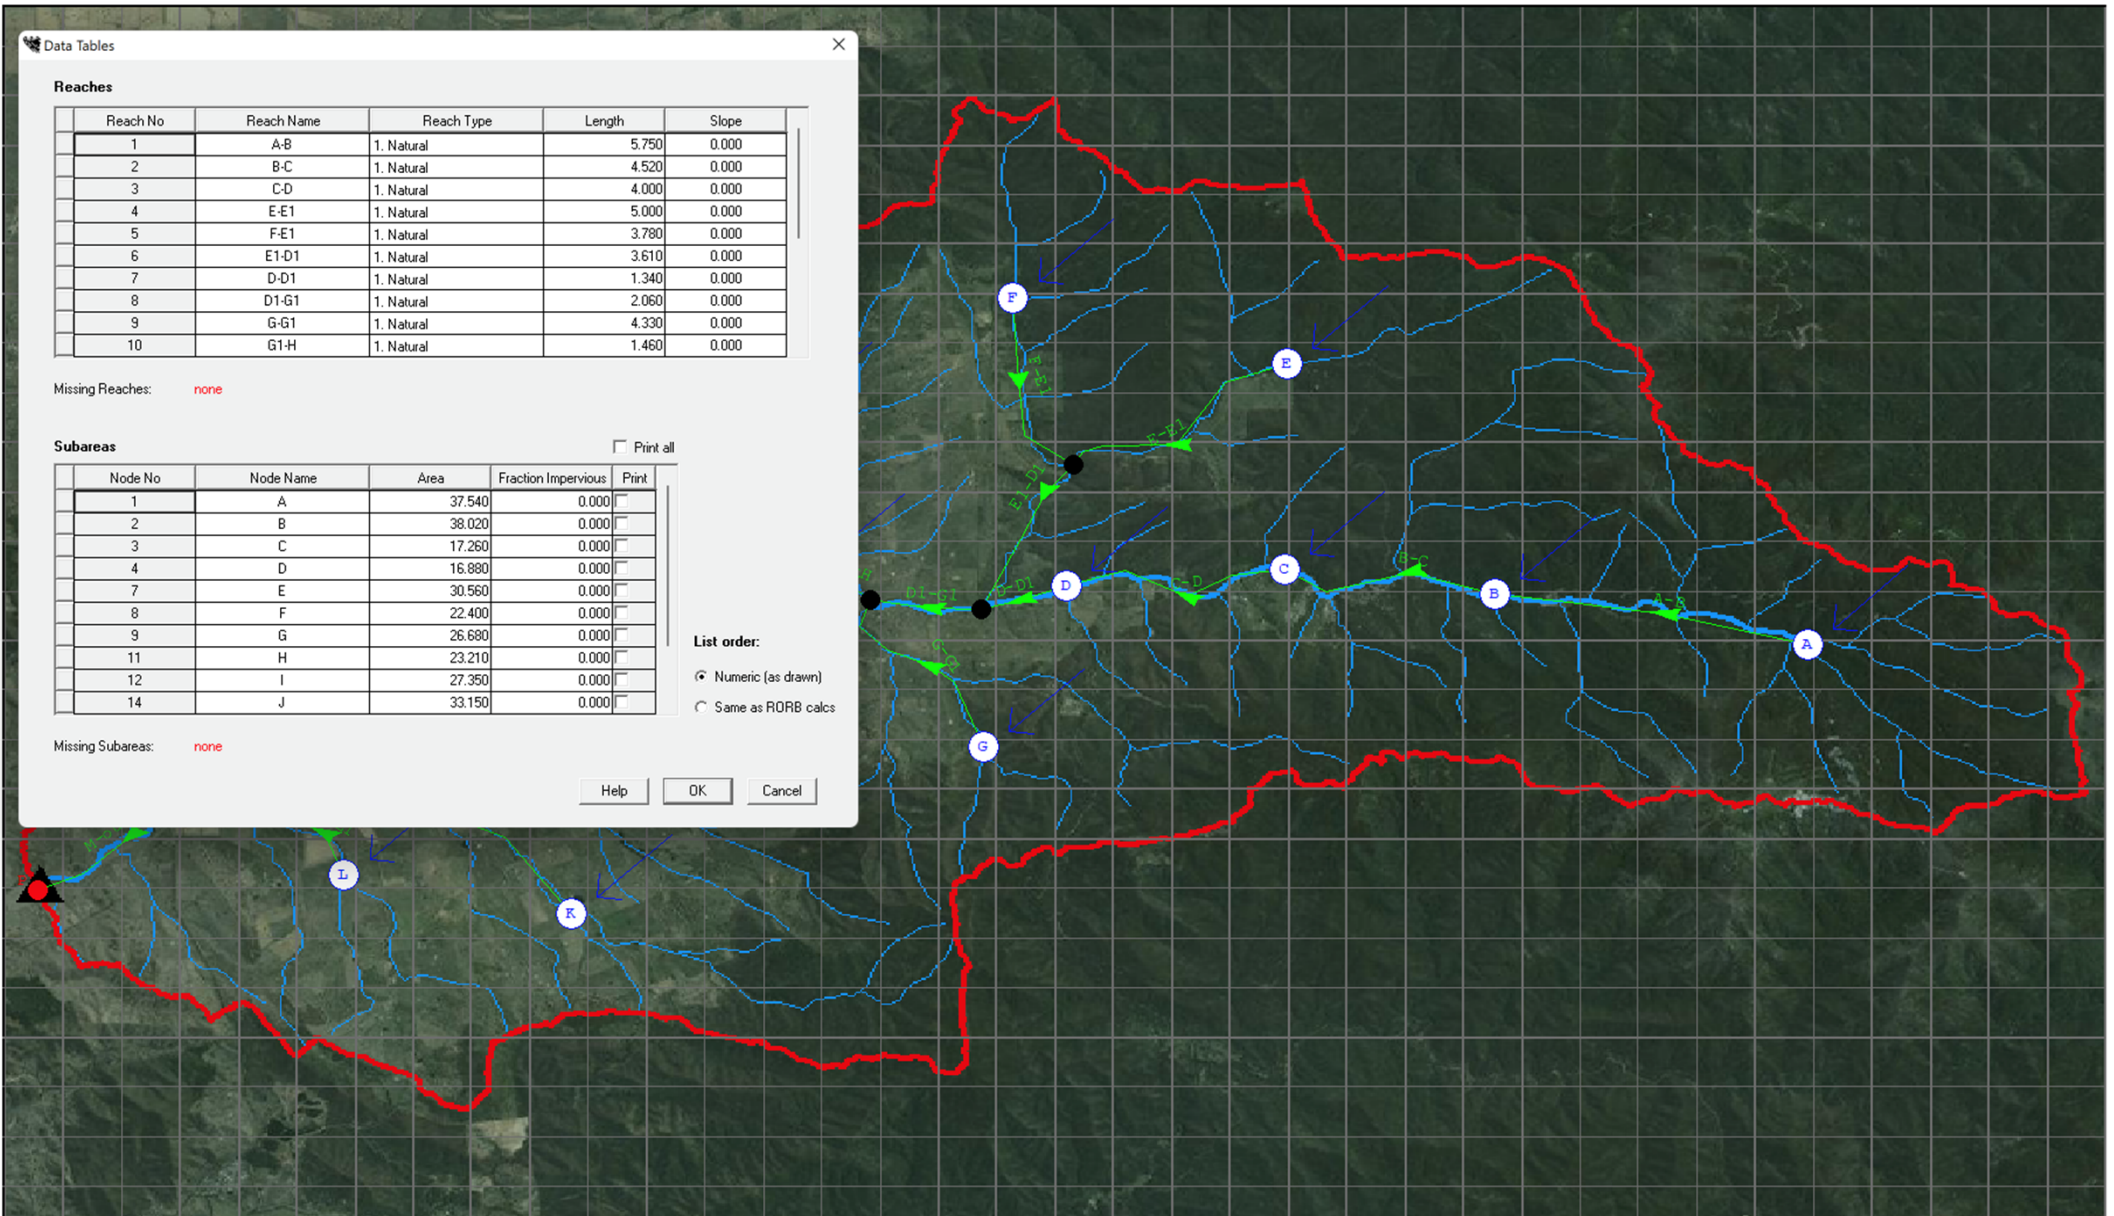 Data Tables
Reaches
Reach No Reach Name Reach Type Length Slope
1 A-B 1. Natural 5.750 0.000
2 B-C 1. Natural 4.520 0.000
3 C-D 1. Natural 4.000 0.000
4 E-E1 1. Natural 5.000 0.000
5 F-E1 1. Natural 3.780 0.000
6 E1-D1 1. Natural 3.610 0.000
7 D-D1 1. Natural 1.340 0.000
8 D1-G1 1. Natural 2.060 0.000
9 G-G1 1. Natural 4.330 0.000
10 G1-H 1. Natural 1.460 0.000
Missing Reaches: none
Subareas
Print all
Node No Node Name Area Fraction Impervious Print
1 A 37.540 0.000
2 B 38.020 0.000
3 C 17.260 0.000
4 D 16.880 0.000
7 E 30.560 0.000
8 F 22.400 0.000
9 G 26.680 0.000
11 H 23.210 0.000
12 I 27.350 0.000
14 J 33.150 0.000
List order:
Numeric (as drawn)
Same as RORB calcs
Missing Subareas: none
Help OK Cancel
F
F-E1
E
E-E1
E1-D1
D
C
B
A
B-C
C-D
D-D1
D1-G1
H
A-B
G
L
K